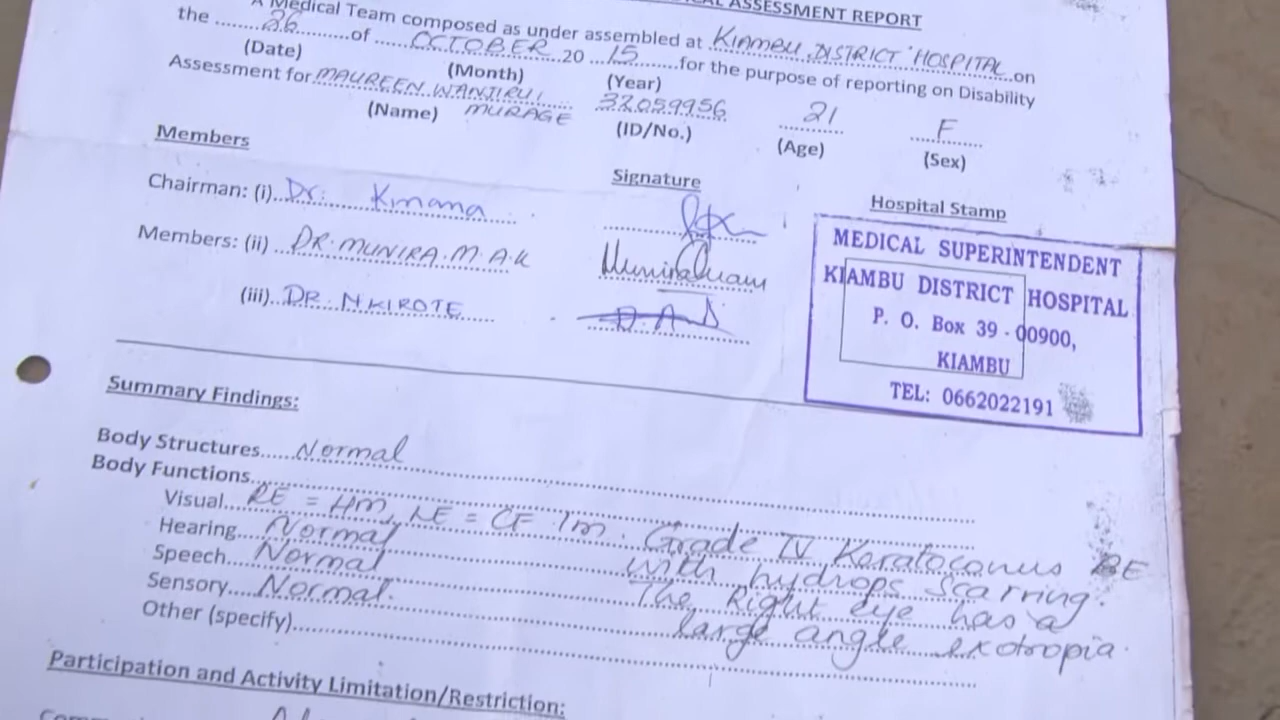 ASSESSMENT REPORT
A Medical Team composed as under assembled at KIAMBU DISTRICT HOSPITAL on
the 26 of OCTOBER 20 15 for the purpose of reporting on Disability
(Date) (Month) (Year)
Assessment for MAUREEN WANJIRU MURAGE 32059956 21 F
(Name) (ID/No.) (Age) (Sex)
Members Signature Hospital Stamp
Chairman: (i) Dr. Kmama
Members: (ii) DR. MUNIRA. M. A. K
(iii) DR. N KIROTE
MEDICAL SUPERINTENDENT
KIAMBU DISTRICT HOSPITAL
P. O. Box 39 - 00900,
KIAMBU
TEL: 0662022191
Summary Findings:
Body Structures Normal
Body Functions
Visual RE = HM, LE = CF 1m. Grade IV Keratoconus BE
Hearing Normal with hydrops scarring.
Speech Normal The Right eye has a
Sensory Normal. large angle exotropia.
Other (specify)
Participation and Activity Limitation/Restriction: